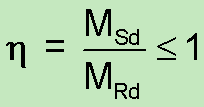 η = M_Sd / M_Rd ≤ 1